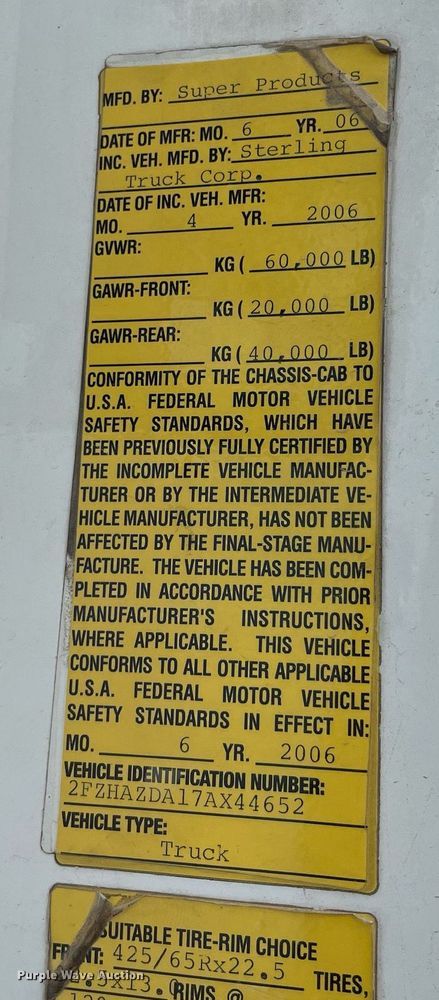 MFD. BY: Super Products
DATE OF MFR: MO. 6 YR. 06
INC. VEH. MFD. BY: Sterling
Truck Corp.
DATE OF INC. VEH. MFR:
MO. 4 YR. 2006
GVWR:
KG ( 60,000 LB)
GAWR-FRONT:
KG ( 20,000 LB)
GAWR-REAR:
KG ( 40,000 LB)
CONFORMITY OF THE CHASSIS-CAB TO
U.S.A. FEDERAL MOTOR VEHICLE
SAFETY STANDARDS, WHICH HAVE
BEEN PREVIOUSLY FULLY CERTIFIED BY
THE INCOMPLETE VEHICLE MANUFAC-
TURER OR BY THE INTERMEDIATE VE-
HICLE MANUFACTURER, HAS NOT BEEN
AFFECTED BY THE FINAL-STAGE MANU-
FACTURE. THE VEHICLE HAS BEEN COM-
PLETED IN ACCORDANCE WITH PRIOR
MANUFACTURER'S INSTRUCTIONS,
WHERE APPLICABLE. THIS VEHICLE
CONFORMS TO ALL OTHER APPLICABLE
U.S.A. FEDERAL MOTOR VEHICLE
SAFETY STANDARDS IN EFFECT IN:
MO. 6 YR. 2006
VEHICLE IDENTIFICATION NUMBER:
2FZHAZDA17AX44652
VEHICLE TYPE:
Truck
SUITABLE TIRE-RIM CHOICE
FRONT: 425/65Rx22.5 TIRES,
RIMS @
Purple Wave Auction